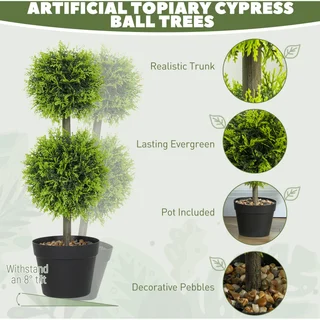 ARTIFICIAL TOPIARY CYPRESS
BALL TREES
Realistic Trunk
Lasting Evergreen
Pot Included
Withstand
an 8° tilt
Decorative Pebbles